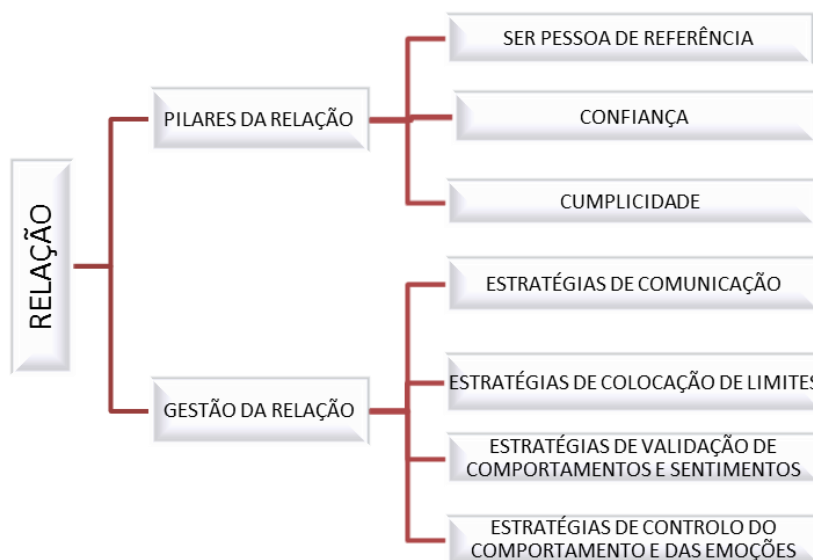 RELAÇÃO
PILARES DA RELAÇÃO
SER PESSOA DE REFERÊNCIA
CONFIANÇA
CUMPLICIDADE
GESTÃO DA RELAÇÃO
ESTRATÉGIAS DE COMUNICAÇÃO
ESTRATÉGIAS DE COLOCAÇÃO DE LIMITES
ESTRATÉGIAS DE VALIDAÇÃO DE
COMPORTAMENTOS E SENTIMENTOS
ESTRATÉGIAS DE CONTROLO DO
COMPORTAMENTO E DAS EMOÇÕES